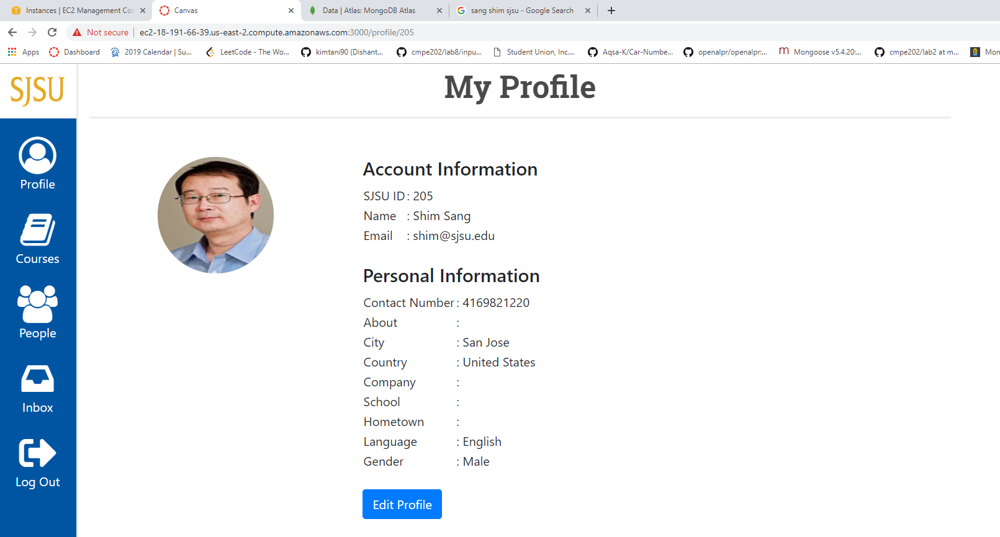 Instances | EC2 Management Con
Canvas
Data | Atlas: MongoDB Atlas
sang shim sjsu - Google Search
Not secure | ec2-18-191-66-39.us-east-2.compute.amazonaws.com:3000/profile/205
Apps
Dashboard
2019 Calendar | Su...
LeetCode - The Wo...
kimtani90 (Dishant...
cmpe202/lab8/inpu...
Student Union, Inc....
Aqsa-K/Car-Numbe...
openalpr/openalpr:...
m Mongoose v5.4.20:...
cmpe202/lab2 at m...
Mon
SJSU
My Profile
Profile
Courses
People
Inbox
Log Out
Account Information
SJSU ID : 205
Name : Shim Sang
Email : shim@sjsu.edu
Personal Information
Contact Number : 4169821220
About :
City : San Jose
Country : United States
Company :
School :
Hometown :
Language : English
Gender : Male
Edit Profile